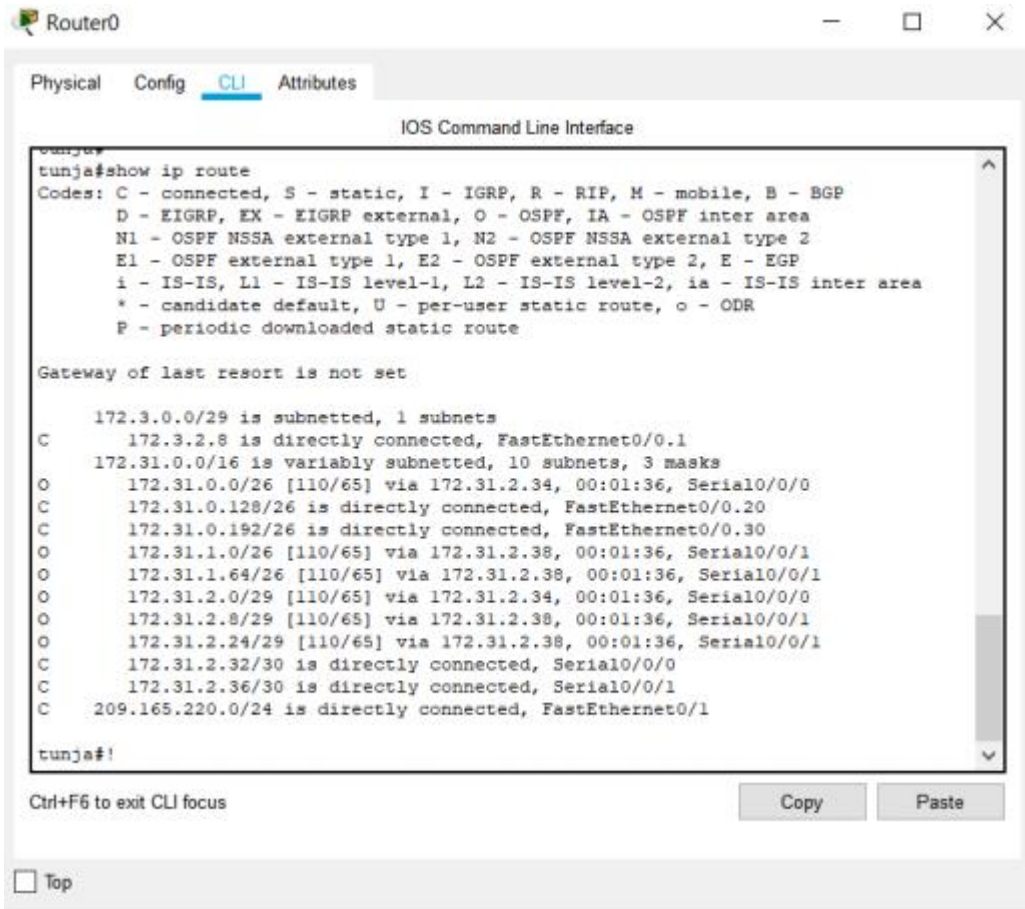 Router0
Physical Config CLI Attributes
IOS Command Line Interface
tunja#show ip route
Codes: C - connected, S - static, I - IGRP, R - RIP, M - mobile, B - BGP
D - EIGRP, EX - EIGRP external, O - OSPF, IA - OSPF inter area
N1 - OSPF NSSA external type 1, N2 - OSPF NSSA external type 2
E1 - OSPF external type 1, E2 - OSPF external type 2, E - EGP
i - IS-IS, L1 - IS-IS level-1, L2 - IS-IS level-2, ia - IS-IS inter area
* - candidate default, U - per-user static route, o - ODR
P - periodic downloaded static route
Gateway of last resort is not set
172.3.0.0/29 is subnetted, 1 subnets
C 172.3.2.8 is directly connected, FastEthernet0/0.1
172.31.0.0/16 is variably subnetted, 10 subnets, 3 masks
O 172.31.0.0/26 [110/65] via 172.31.2.34, 00:01:36, Serial0/0/0
C 172.31.0.128/26 is directly connected, FastEthernet0/0.20
C 172.31.0.192/26 is directly connected, FastEthernet0/0.30
O 172.31.1.0/26 [110/65] via 172.31.2.38, 00:01:36, Serial0/0/1
O 172.31.1.64/26 [110/65] via 172.31.2.38, 00:01:36, Serial0/0/1
O 172.31.2.0/29 [110/65] via 172.31.2.34, 00:01:36, Serial0/0/0
O 172.31.2.8/29 [110/65] via 172.31.2.38, 00:01:36, Serial0/0/1
O 172.31.2.24/29 [110/65] via 172.31.2.38, 00:01:36, Serial0/0/1
C 172.31.2.32/30 is directly connected, Serial0/0/0
C 172.31.2.36/30 is directly connected, Serial0/0/1
C 209.165.220.0/24 is directly connected, FastEthernet0/1
tunja#!
Ctrl+F6 to exit CLI focus
Copy Paste
Top